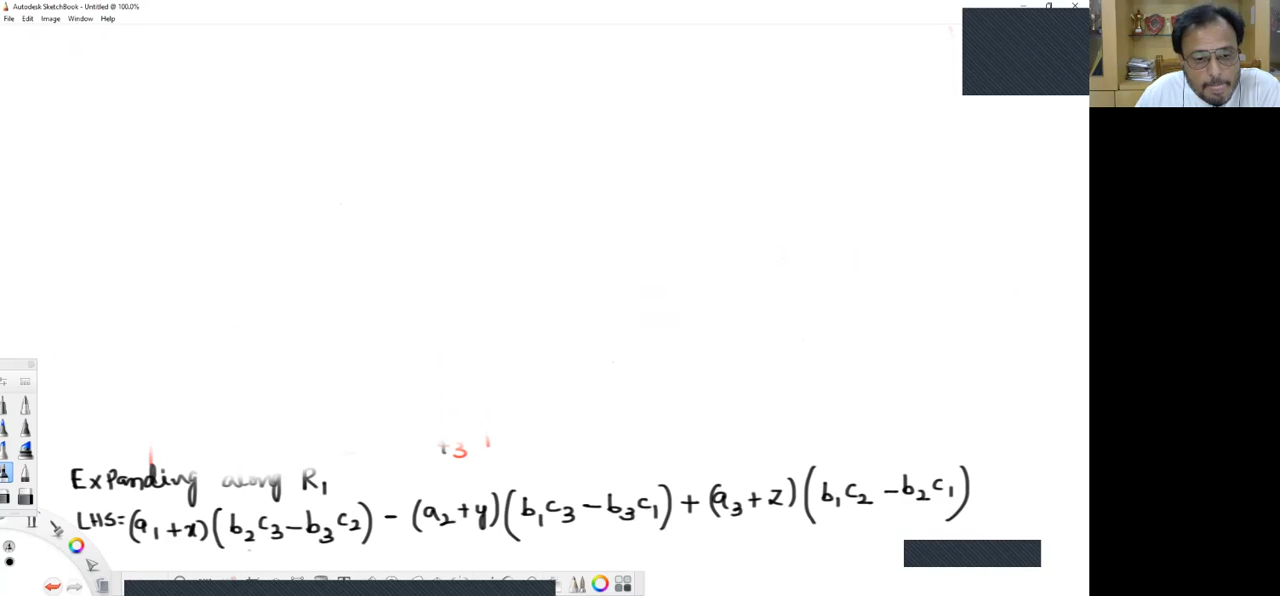 Autodesk SketchBook - Untitled @ 100.0%
File Edit Image Window Help
+3
Expanding along R₁
LHS=(a₁+x)(b₂c₃-b₃c₂) - (a₂+y)(b₁c₃-b₃c₁)+(a₃+z)(b₁c₂-b₂c₁)